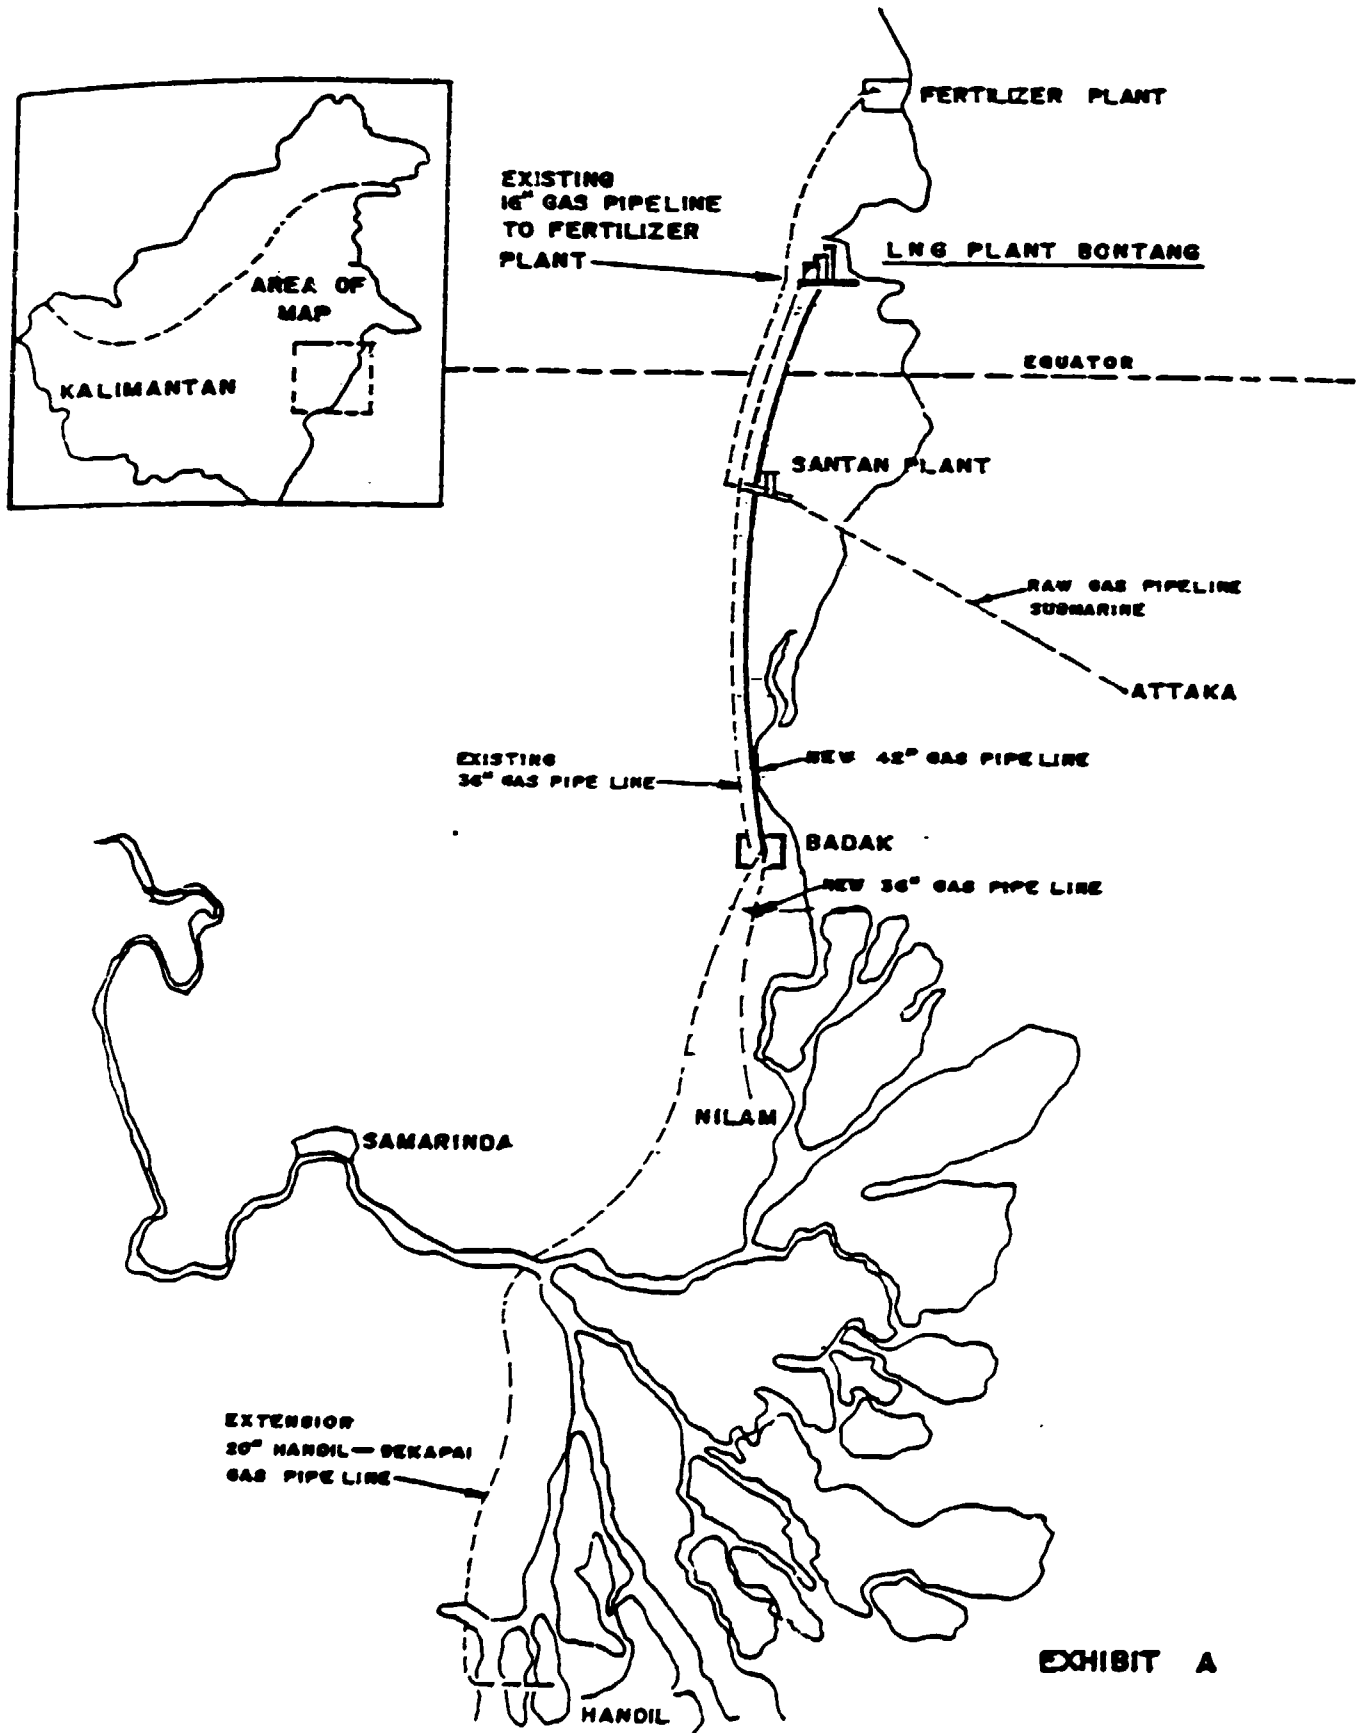 FERTILIZER PLANT
EXISTING
16" GAS PIPELINE
TO FERTILIZER
PLANT
LNG PLANT BONTANG
AREA OF
MAP
KALIMANTAN
EQUATOR
SANTAN PLANT
RAW GAS PIPELINE
SUBMARINE
ATTAKA
EXISTING
36" GAS PIPE LINE
NEW 42" GAS PIPE LINE
BADAK
NEW 36" GAS PIPE LINE
NILAM
SAMARINDA
EXTENSION
20" HANDIL-BEKAPAI
GAS PIPE LINE
HANDIL
EXHIBIT A